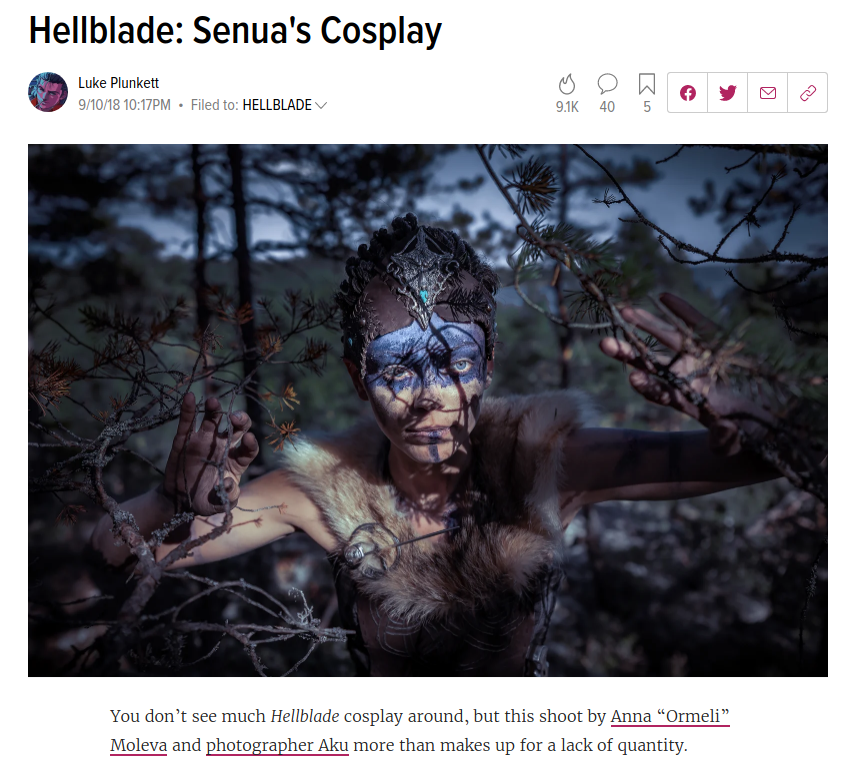 Hellblade: Senua's Cosplay
Luke Plunkett
9/10/18 10:17PM • Filed to: HELLBLADE
9.1K 40 5
You don’t see much Hellblade cosplay around, but this shoot by Anna “Ormeli”
Moleva and photographer Aku more than makes up for a lack of quantity.